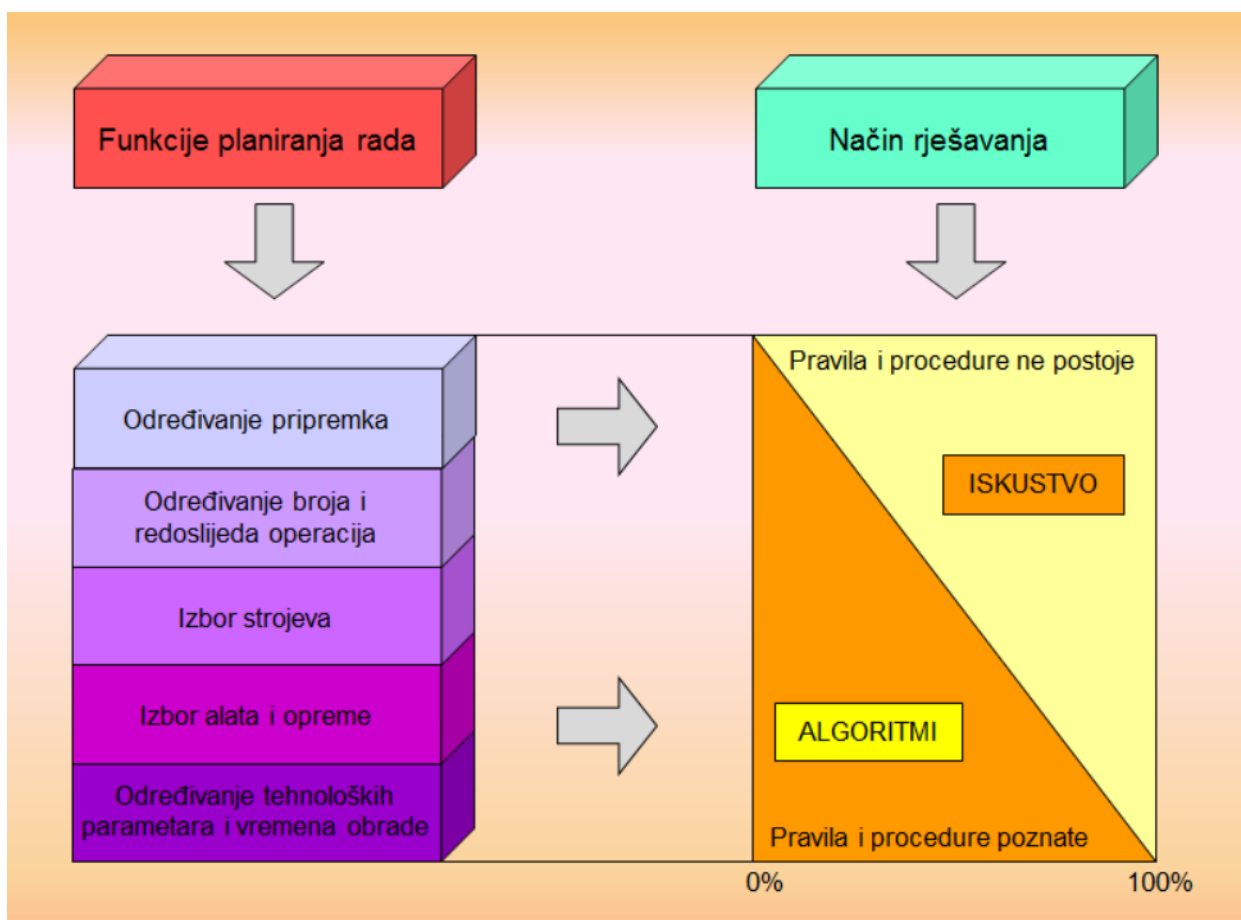 Funkcije planiranja rada
Način rješavanja
Određivanje pripremka
Određivanje broja i
redoslijeda operacija
Izbor strojeva
Izbor alata i opreme
Određivanje tehnoloških
parametara i vremena obrade
Pravila i procedure ne postoje
ISKUSTVO
ALGORITMI
Pravila i procedure poznate
0%
100%